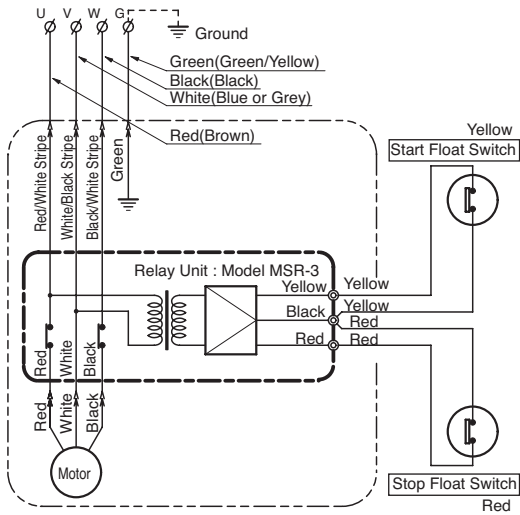 U V W G
Ground
Green(Green/Yellow)
Black(Black)
White(Blue or Grey)
Red(Brown)
Red/White Stripe
White/Black Stripe
Black/White Stripe
Green
Yellow
Start Float Switch
Relay Unit : Model MSR-3
Yellow
Yellow
Black
Yellow
Red
Red
Red
Red
White
Black
Red
White
Black
Motor
Stop Float Switch
Red